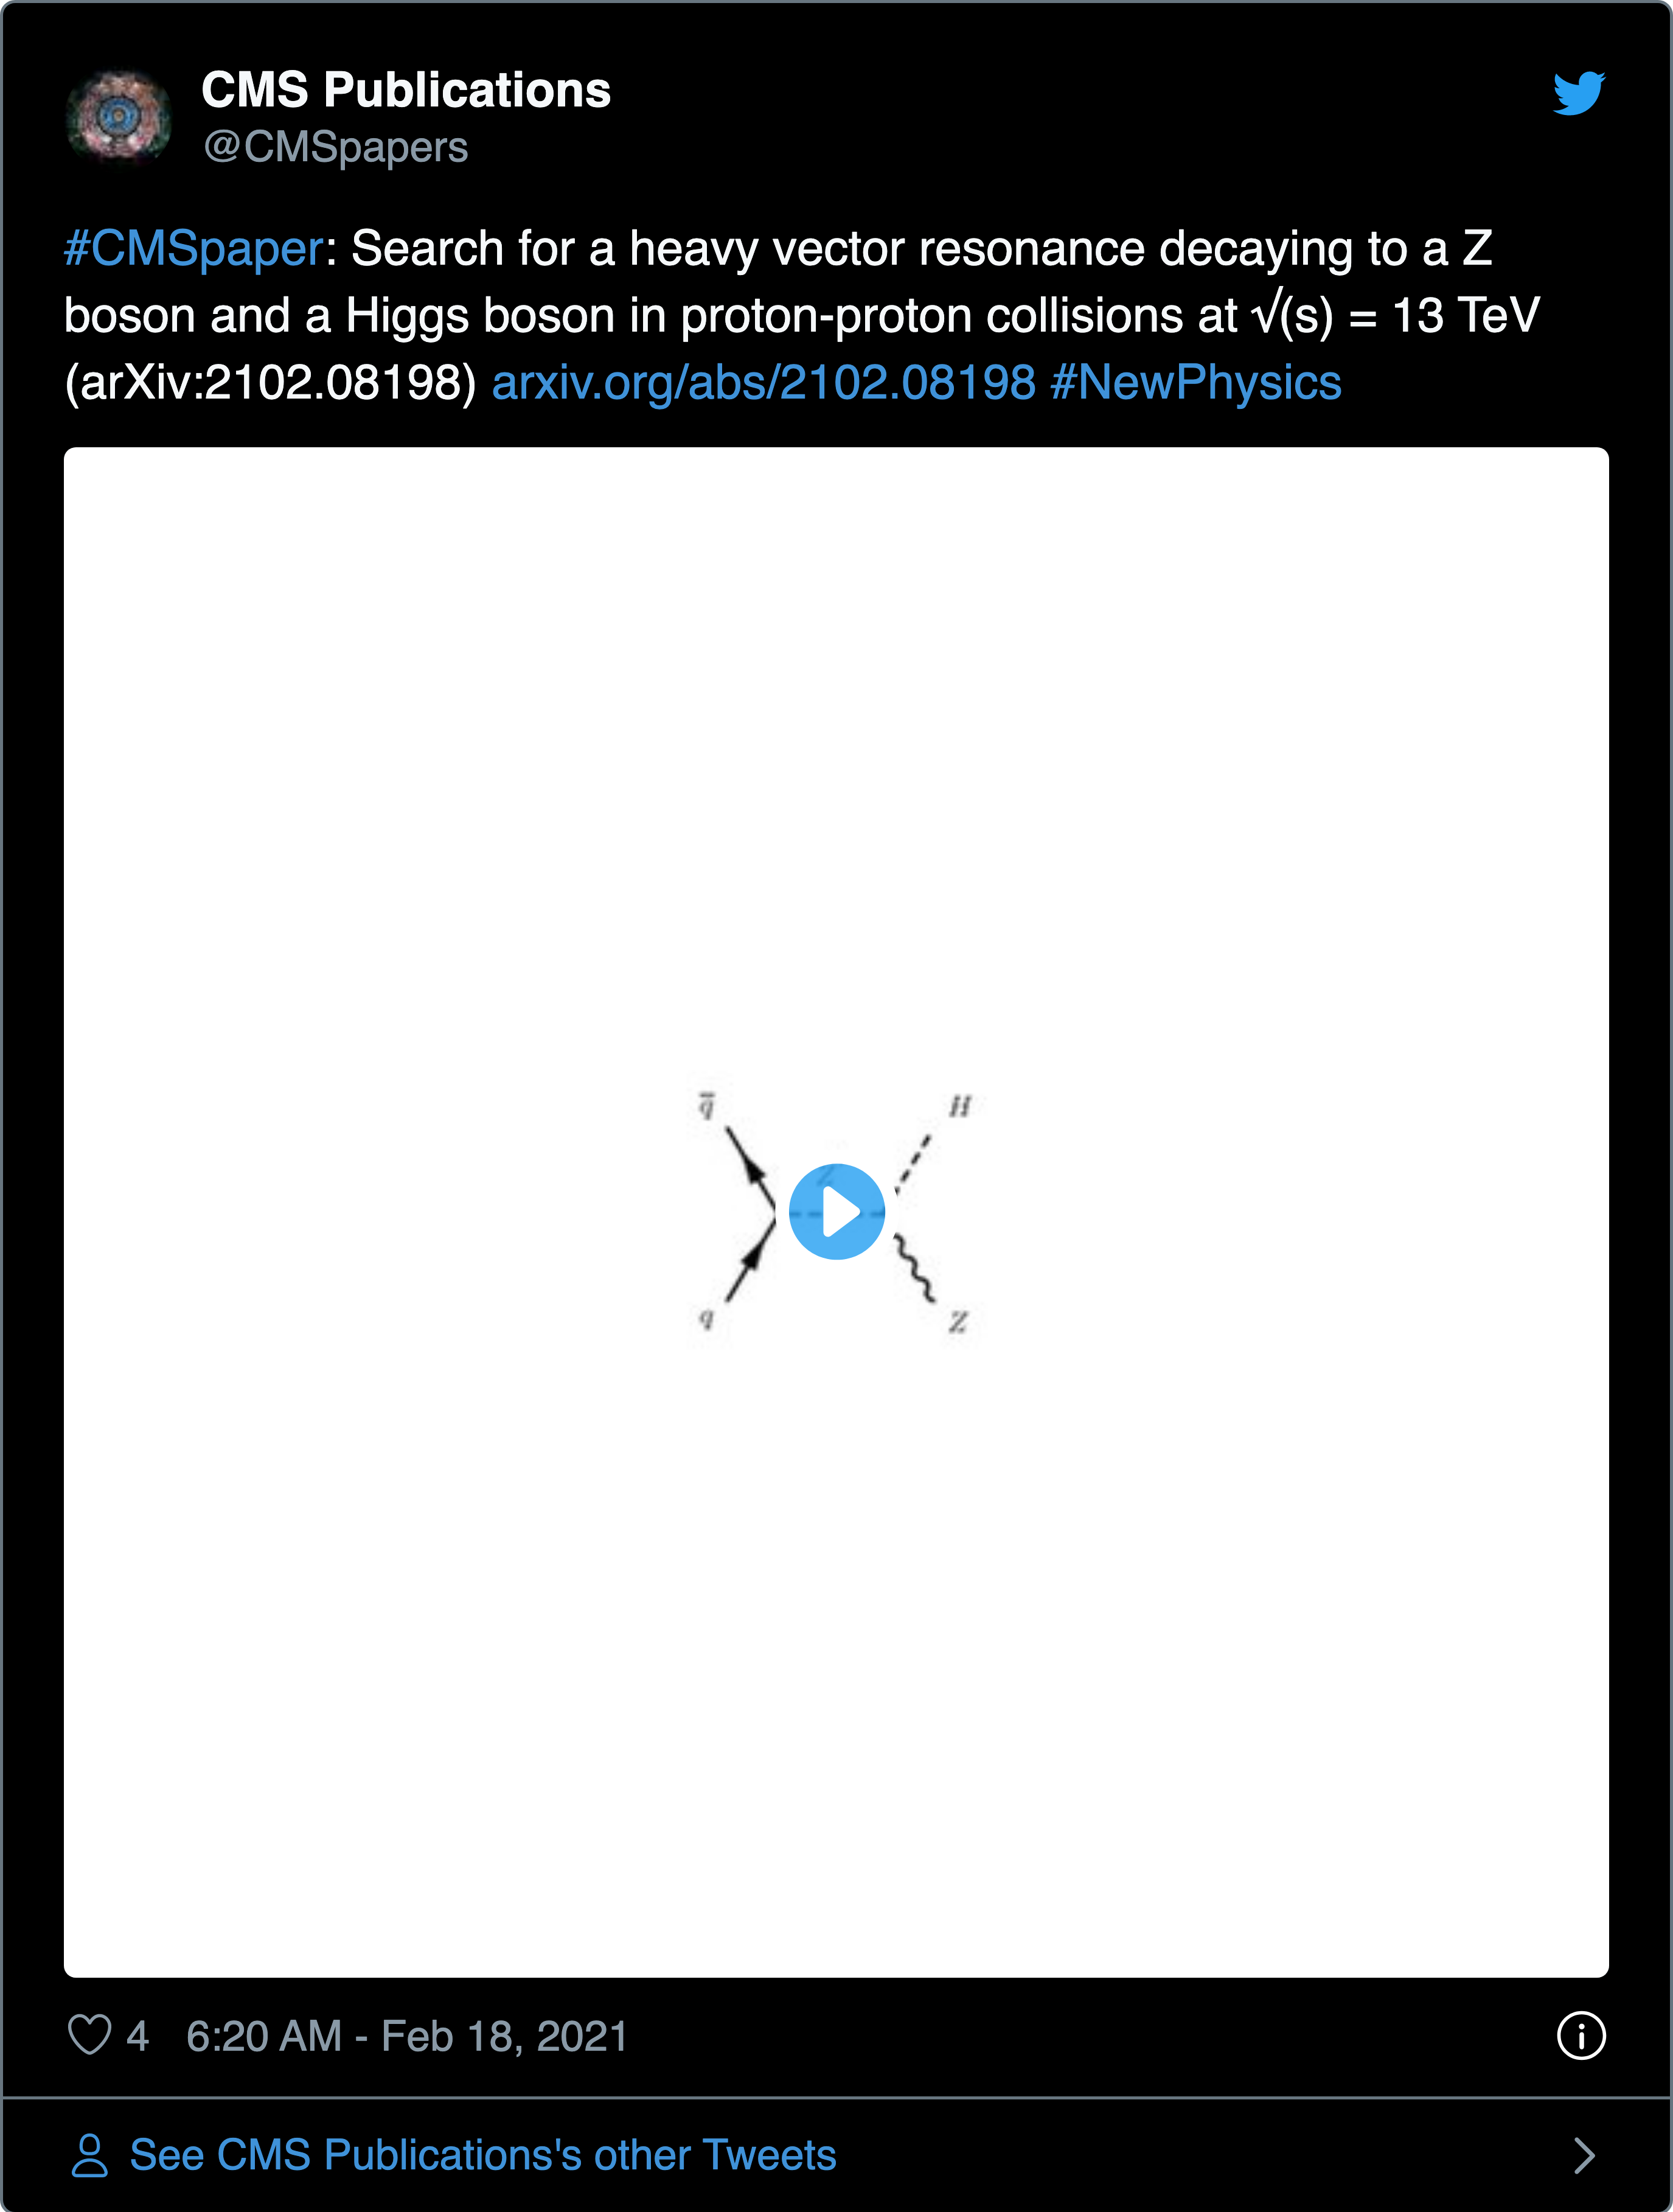 CMS Publications
@CMSpapers
#CMSpaper: Search for a heavy vector resonance decaying to a Z
boson and a Higgs boson in proton-proton collisions at √(s) = 13 TeV
(arXiv:2102.08198) arxiv.org/abs/2102.08198 #NewPhysics
q̅ H
q Z
4 6:20 AM - Feb 18, 2021
See CMS Publications's other Tweets